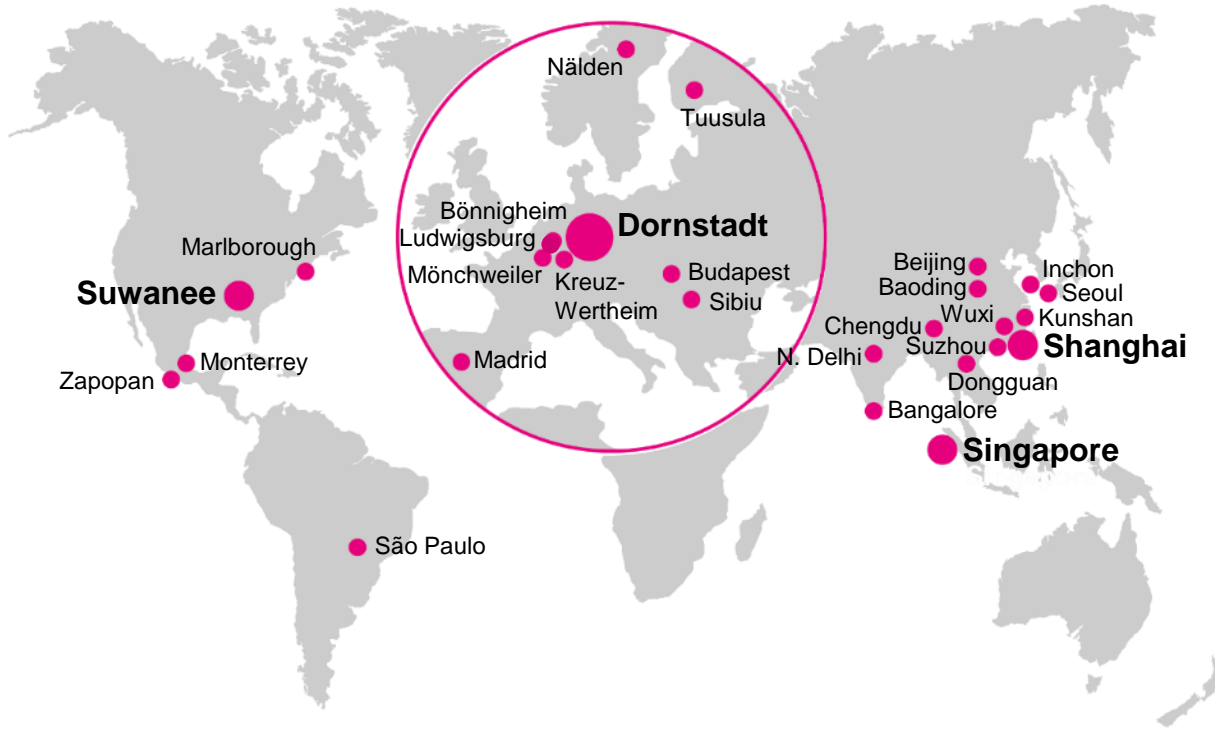 Nälden
Tuusula
Bönnigheim
Dornstadt
Ludwigsburg
Marlborough
Mönchweiler
Kreuz-
Wertheim
Budapest
Sibiu
Suwanee
Beijing
Inchon
Baoding
Seoul
Wuxi
Kunshan
Chengdu
Suzhou
Shanghai
N. Delhi
Madrid
Monterrey
Zapopan
Dongguan
Bangalore
Singapore
São Paulo